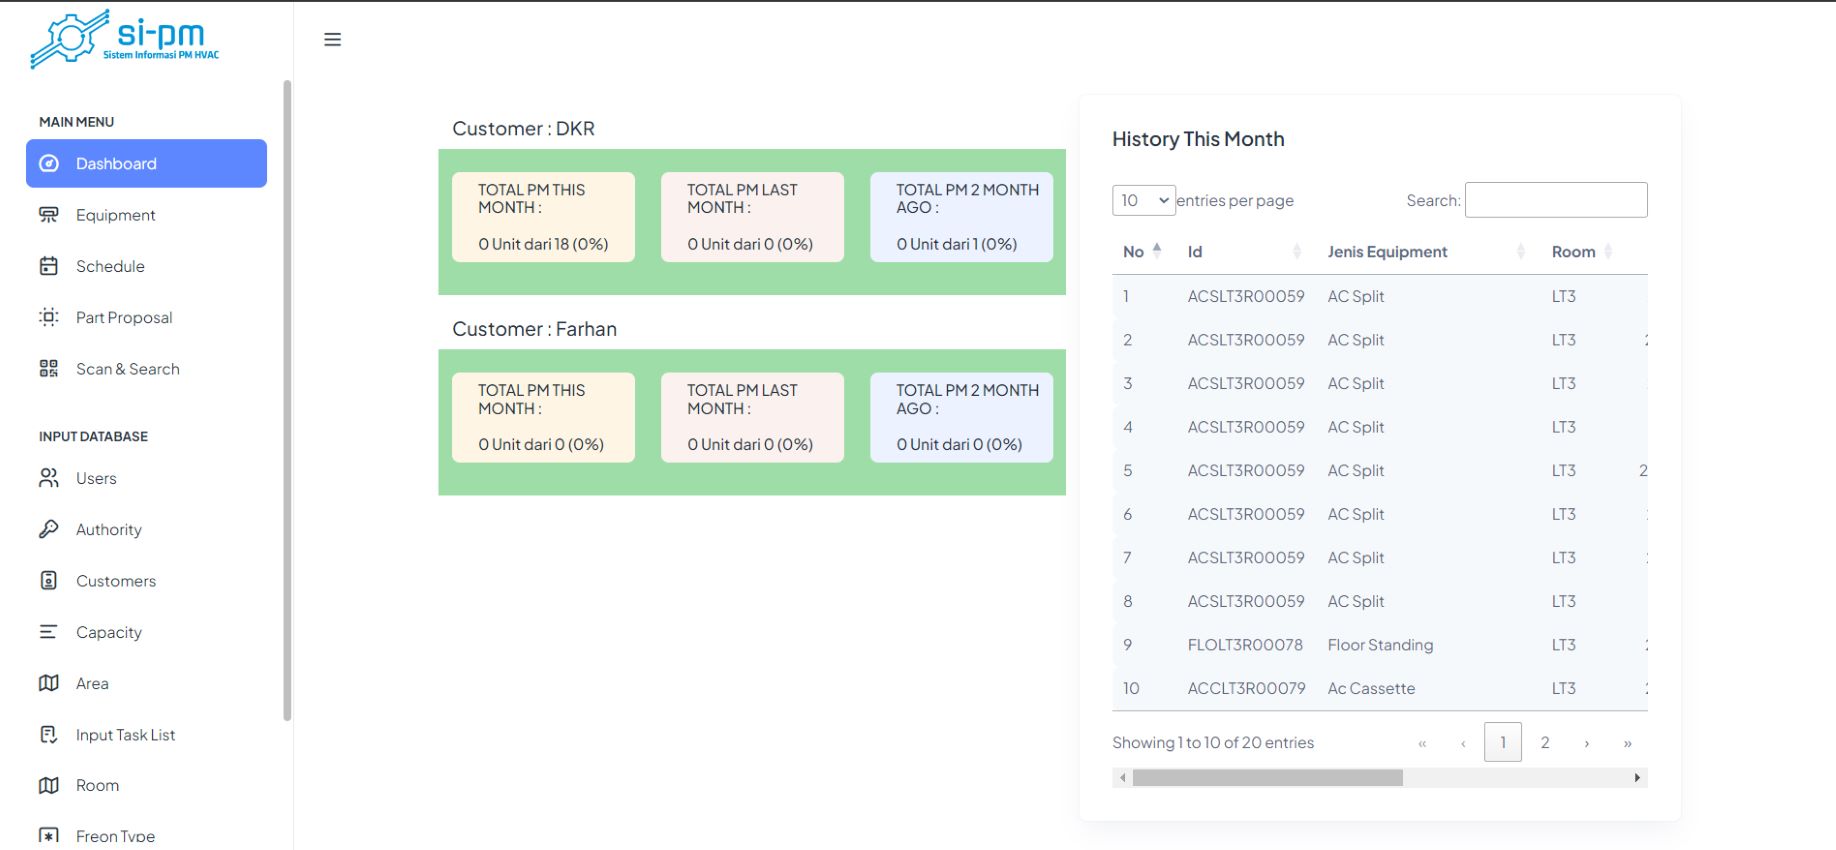 si-pm
Sistem Informasi PM HVAC
MAIN MENU
Dashboard
Equipment
Schedule
Part Proposal
Scan & Search
INPUT DATABASE
Users
Authority
Customers
Capacity
Area
Input Task List
Room
Freon Type
Customer : DKR
TOTAL PM THIS
MONTH :
0 Unit dari 18 (0%)
TOTAL PM LAST
MONTH :
0 Unit dari 0 (0%)
TOTAL PM 2 MONTH
AGO :
0 Unit dari 1 (0%)
Customer : Farhan
TOTAL PM THIS
MONTH :
0 Unit dari 0 (0%)
TOTAL PM LAST
MONTH :
0 Unit dari 0 (0%)
TOTAL PM 2 MONTH
AGO :
0 Unit dari 0 (0%)
History This Month
10 entries per page Search:
No Id Jenis Equipment Room
1 ACSLT3R00059 AC Split LT3
2 ACSLT3R00059 AC Split LT3
3 ACSLT3R00059 AC Split LT3
4 ACSLT3R00059 AC Split LT3
5 ACSLT3R00059 AC Split LT3 2
6 ACSLT3R00059 AC Split LT3
7 ACSLT3R00059 AC Split LT3
8 ACSLT3R00059 AC Split LT3
9 FLOLT3R00078 Floor Standing LT3
10 ACCLT3R00079 Ac Cassette LT3
Showing 1 to 10 of 20 entries « ‹ 1 2 › »